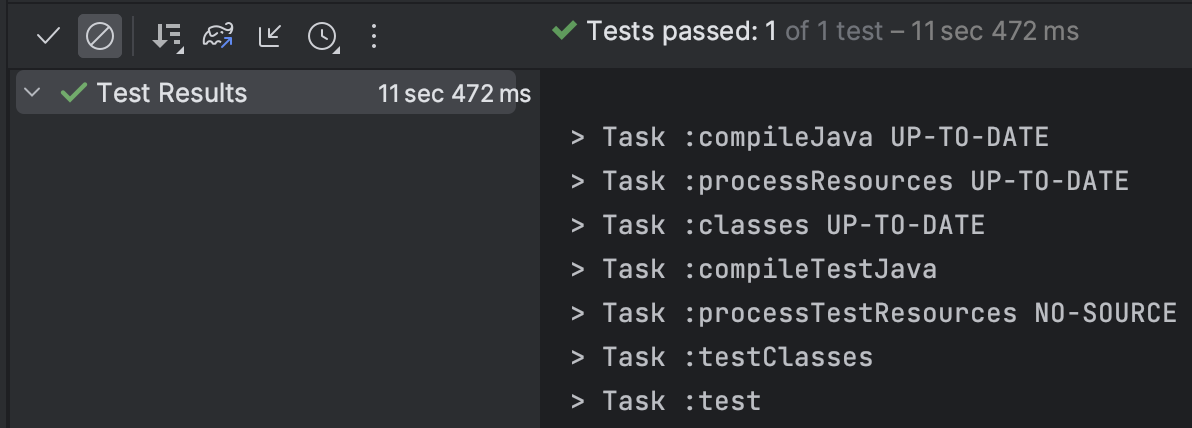 Tests passed: 1 of 1 test – 11 sec 472 ms
Test Results 11 sec 472 ms
> Task :compileJava UP-TO-DATE
> Task :processResources UP-TO-DATE
> Task :classes UP-TO-DATE
> Task :compileTestJava
> Task :processTestResources NO-SOURCE
> Task :testClasses
> Task :test